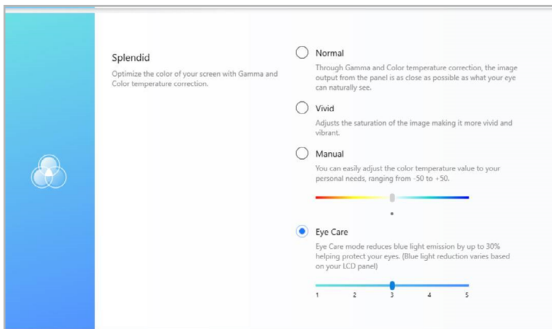 Splendid
Optimize the color of your screen with Gamma and
Color temperature correction.
Normal
Through Gamma and Color temperature correction, the image
output from the panel is as close as possible as what your eye
can naturally see.
Vivid
Adjusts the saturation of the image making it more vivid and
vibrant.
Manual
You can easily adjust the color temperature value to your
personal needs, ranging from -50 to +50.
Eye Care
Eye Care mode reduces blue light emission by up to 30%
helping protect your eyes. (Blue light reduction varies based
on your LCD panel)
1 2 3 4 5